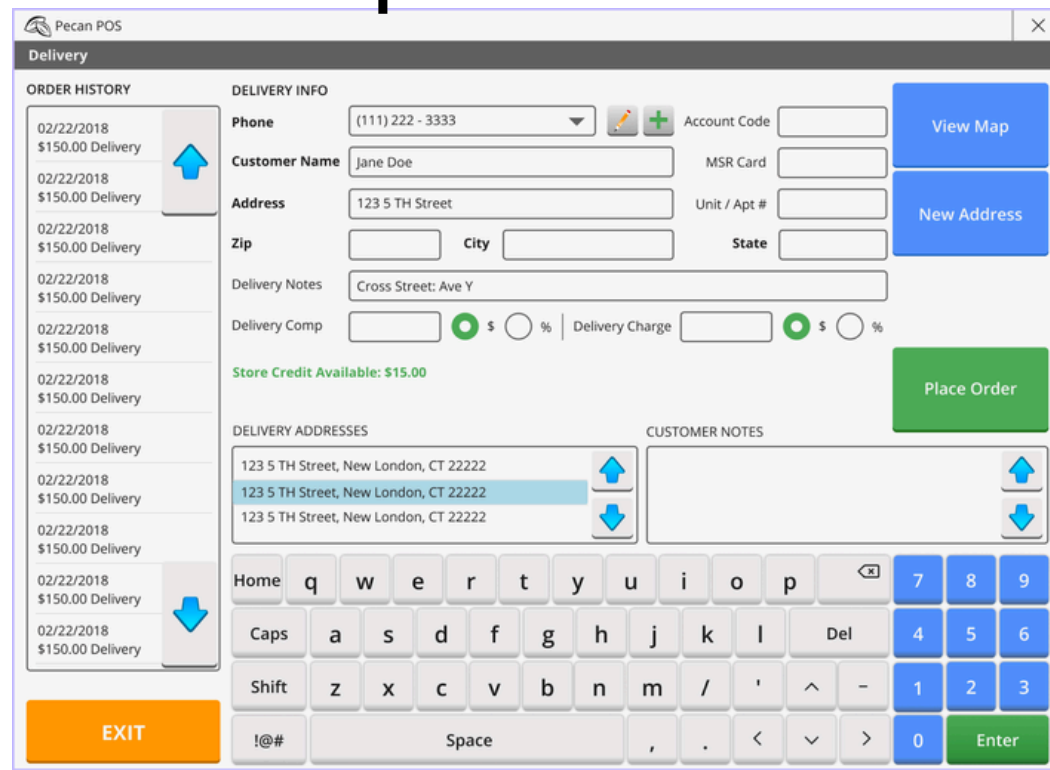 Pecan POS
Delivery
ORDER HISTORY
02/22/2018
$150.00 Delivery
02/22/2018
$150.00 Delivery
02/22/2018
$150.00 Delivery
02/22/2018
$150.00 Delivery
02/22/2018
$150.00 Delivery
02/22/2018
$150.00 Delivery
02/22/2018
$150.00 Delivery
02/22/2018
$150.00 Delivery
02/22/2018
$150.00 Delivery
02/22/2018
$150.00 Delivery
02/22/2018
$150.00 Delivery
EXIT
DELIVERY INFO
Phone (111) 222 - 3333 Account Code
Customer Name Jane Doe MSR Card
Address 123 5 TH Street Unit / Apt #
Zip City State
Delivery Notes Cross Street: Ave Y
Delivery Comp $ % Delivery Charge $ %
Store Credit Available: $15.00
View Map
New Address
Place Order
DELIVERY ADDRESSES
123 5 TH Street, New London, CT 22222
123 5 TH Street, New London, CT 22222
123 5 TH Street, New London, CT 22222
CUSTOMER NOTES
Home q w e r t y u i o p 7 8 9
Caps a s d f g h j k l Del 4 5 6
Shift z x c v b n m / ' ^ - 1 2 3
!@# Space , . < > 0 Enter